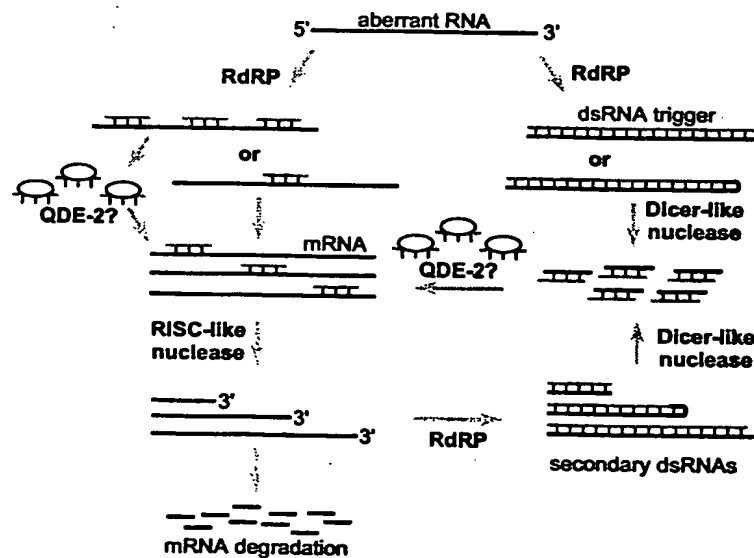 aberrant RNA
5'
3'
RdRP
RdRP
dsRNA trigger
or
or
QDE-2?
Dicer-like
nuclease
mRNA
QDE-2?
RISC-like
nuclease
Dicer-like
nuclease
3'
3'
3'
RdRP
secondary dsRNAs
mRNA degradation